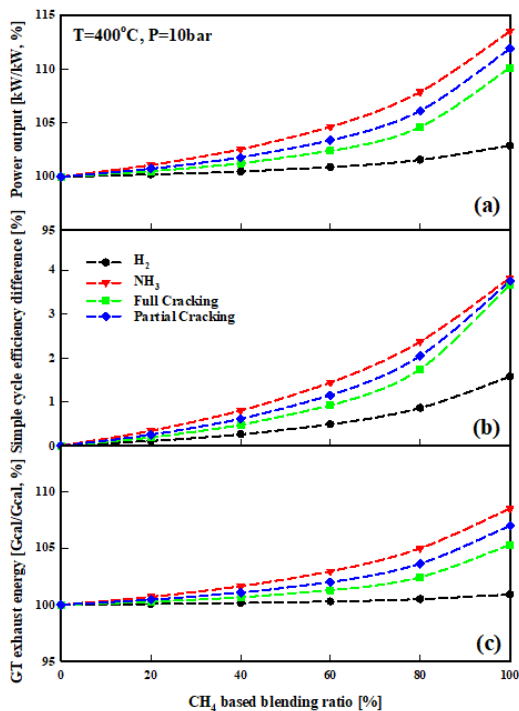 Power output [kW/kW, %]
115
110
105
100
95
T=400°C, P=10bar
(a)
Simple cycle efficiency difference [%]
4
3
2
1
0
H₂
NH₃
Full Cracking
Partial Cracking
(b)
GT exhaust energy [Gcal/Gcal, %]
110
105
100
95
(c)
0 20 40 60 80 100
CH₄ based blending ratio [%]